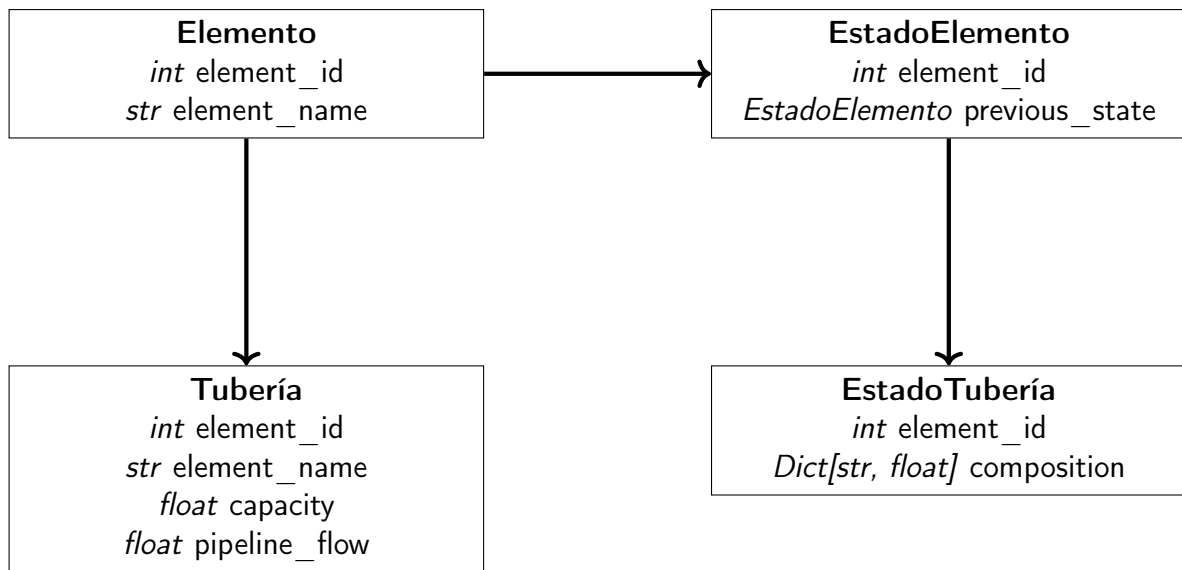 Elemento
int element_id
str element_name
EstadoElemento
int element_id
EstadoElemento previous_state
Tubería
int element_id
str element_name
float capacity
float pipeline_flow
EstadoTubería
int element_id
Dict[str, float] composition